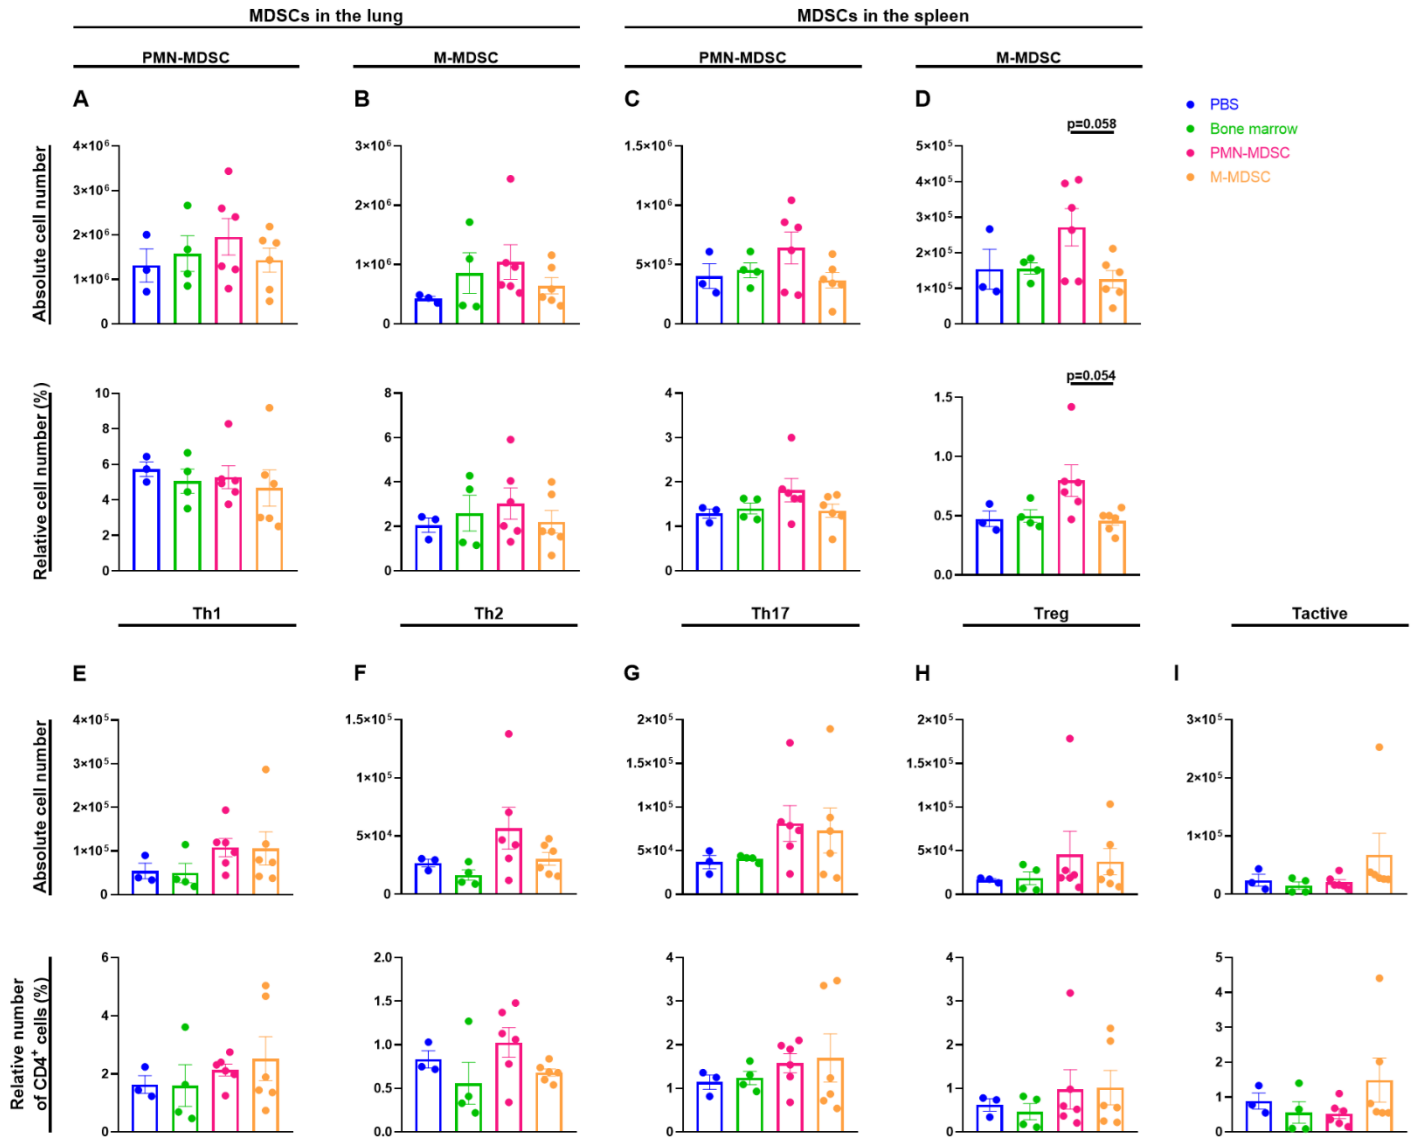 MDSCs in the lung
MDSCs in the spleen
PMN-MDSC
M-MDSC
PMN-MDSC
M-MDSC
A
B
C
D
PBS
Bone marrow
PMN-MDSC
M-MDSC
Absolute cell number
4×10⁶
3×10⁶
2×10⁶
1×10⁶
0
3×10⁶
2×10⁶
1×10⁶
0
1.5×10⁶
1×10⁶
5×10⁵
0
p=0.058
5×10⁵
4×10⁵
3×10⁵
2×10⁵
1×10⁵
0
Relative cell number (%)
10
8
6
4
2
0
8
6
4
2
0
4
3
2
1
0
p=0.054
1.5
1.0
0.5
0.0
Th1
Th2
Th17
Treg
Tactive
E
F
G
H
I
Absolute cell number
4×10⁵
3×10⁵
2×10⁵
1×10⁵
0
1.5×10⁵
1×10⁵
5×10⁴
0
2×10⁵
1.5×10⁵
1×10⁵
5×10⁴
0
2×10⁵
1.5×10⁵
1×10⁵
5×10⁴
0
3×10⁵
2×10⁵
1×10⁵
0
Relative number
of CD4⁺ cells (%)
6
4
2
0
2.0
1.5
1.0
0.5
0.0
4
3
2
1
0
4
3
2
1
0
5
4
3
2
1
0